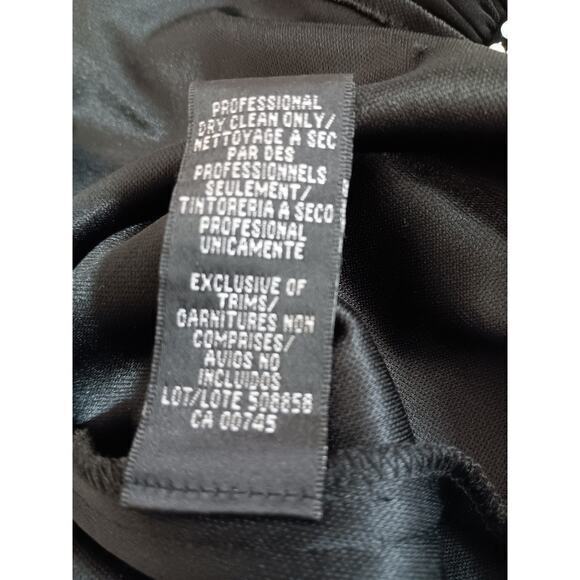 PROFESSIONAL
DRY CLEAN ONLY/
NETTOYAGE A SEC
PAR DES
PROFESSIONNELS
SEULEMENT/
TINTORERIA A SECO
PROFESIONAL
UNICAMENTE
EXCLUSIVE OF
TRIMS/
GARNITURES NON
COMPRISES/
AVIOS NO
INCLUIDOS
LOT/LOTE 508858
CA 00745